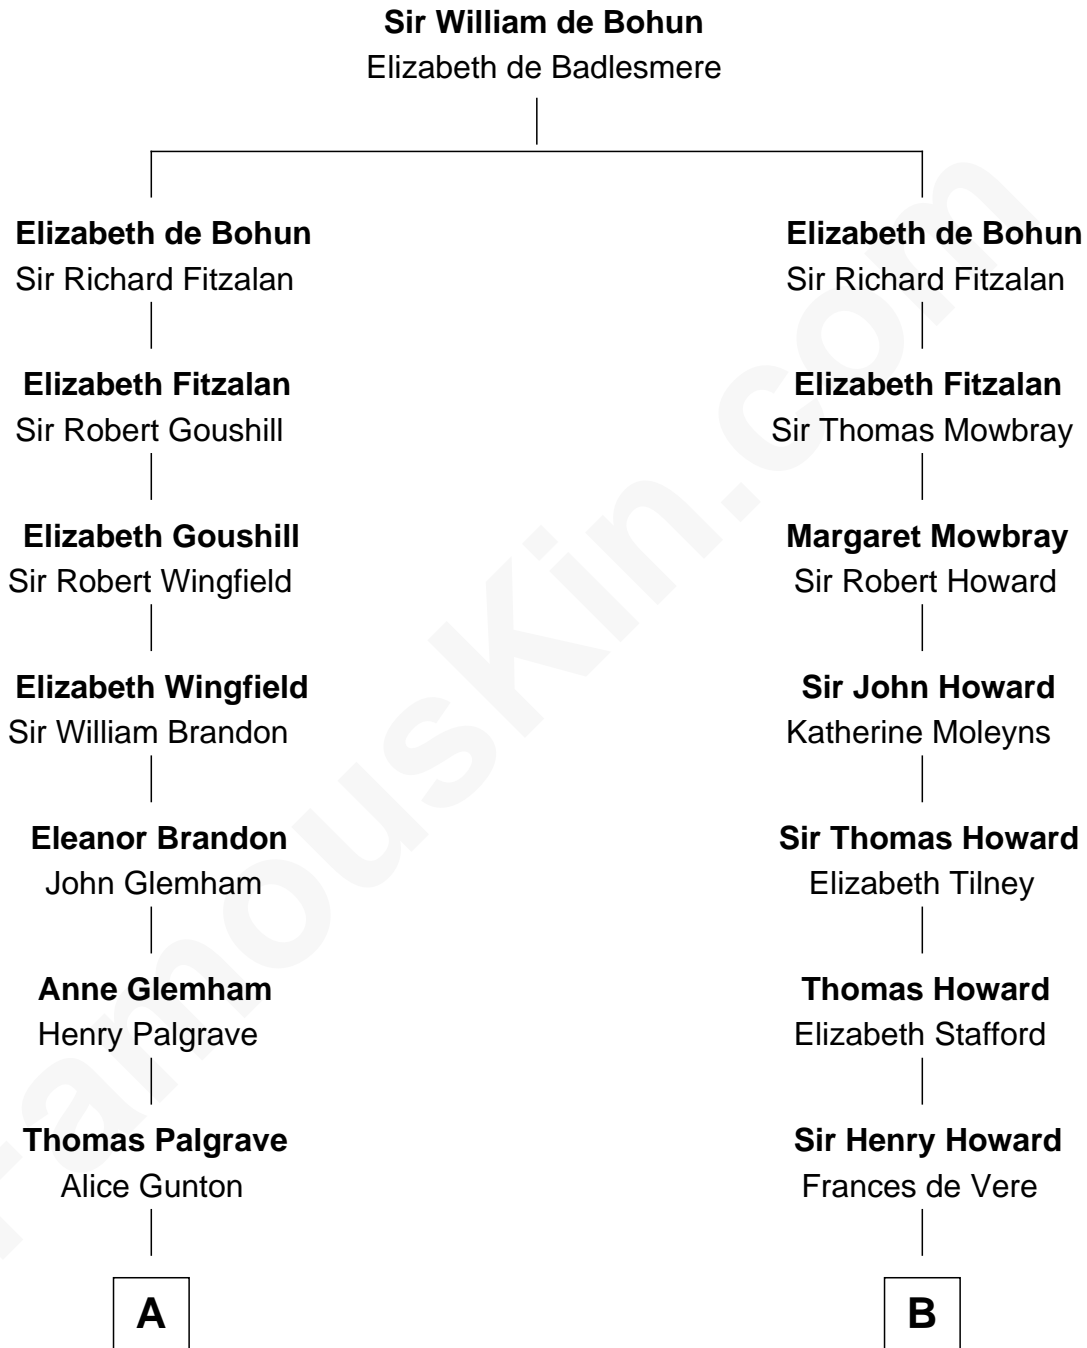 Sir William de Bohun
Elizabeth de Badlesmere
Elizabeth de Bohun
Sir Richard Fitzalan
Elizabeth de Bohun
Sir Richard Fitzalan
Elizabeth Fitzalan
Sir Robert Goushill
Elizabeth Fitzalan
Sir Thomas Mowbray
Elizabeth Goushill
Sir Robert Wingfield
Margaret Mowbray
Sir Robert Howard
Elizabeth Wingfield
Sir William Brandon
Sir John Howard
Katherine Moleyns
Eleanor Brandon
John Glemham
Sir Thomas Howard
Elizabeth Tilney
Anne Glemham
Henry Palgrave
Thomas Howard
Elizabeth Stafford
Thomas Palgrave
Alice Gunton
Sir Henry Howard
Frances de Vere
A
B
FamousKin.com